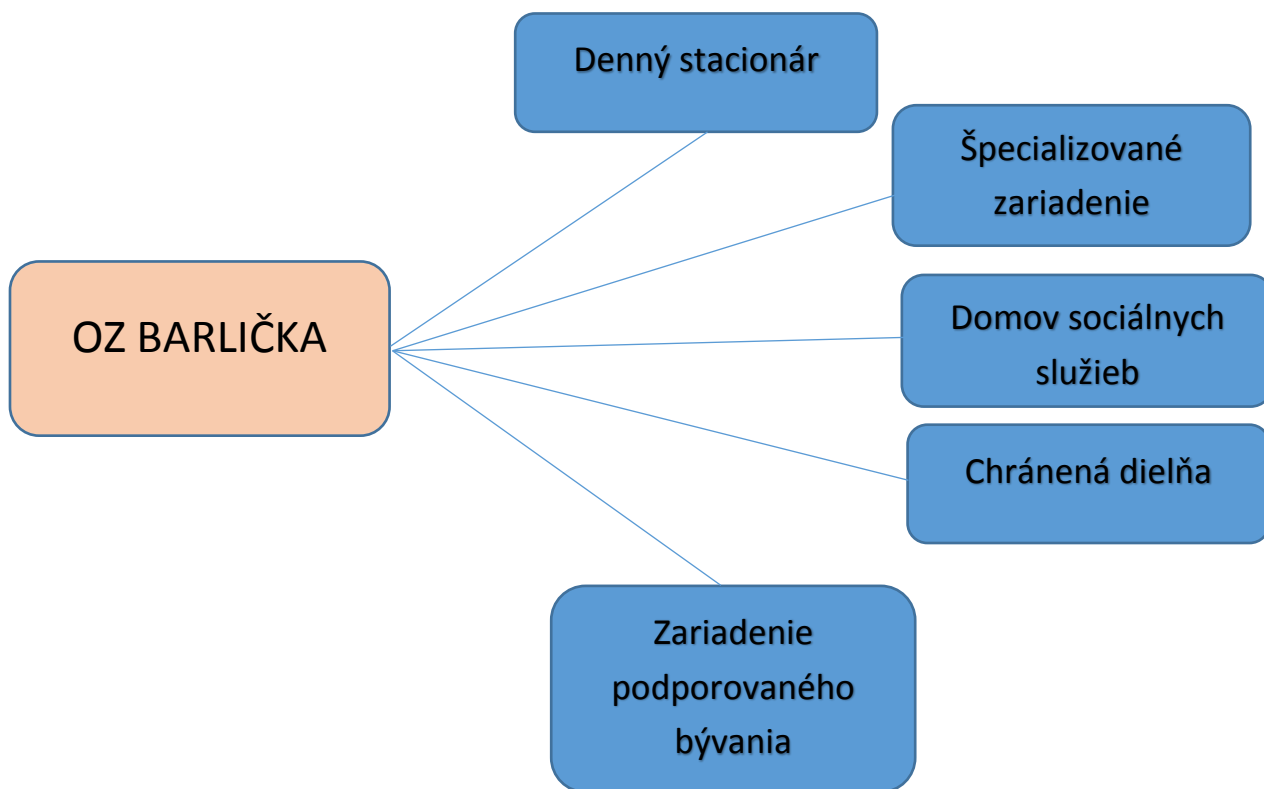 Denný stacionár
Špecializované
zariadenie
OZ BARLIČKA
Domov sociálnych
služieb
Chránená dielňa
Zariadenie
podporovaného
bývania